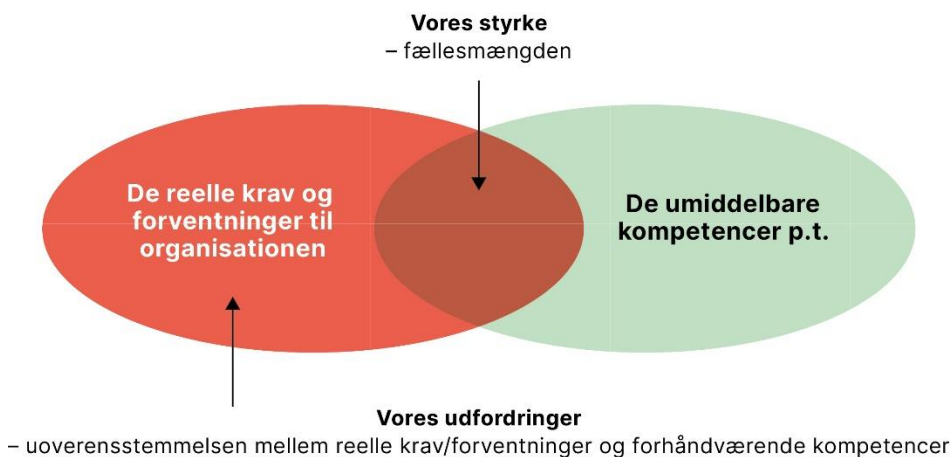 Vores styrke
– fællesmængden
De reelle krav og
forventninger til
organisationen
De umiddelbare
kompetencer p.t.
Vores udfordringer
– uoverensstemmelsen mellem reelle krav/forventninger og forhåndværende kompetencer